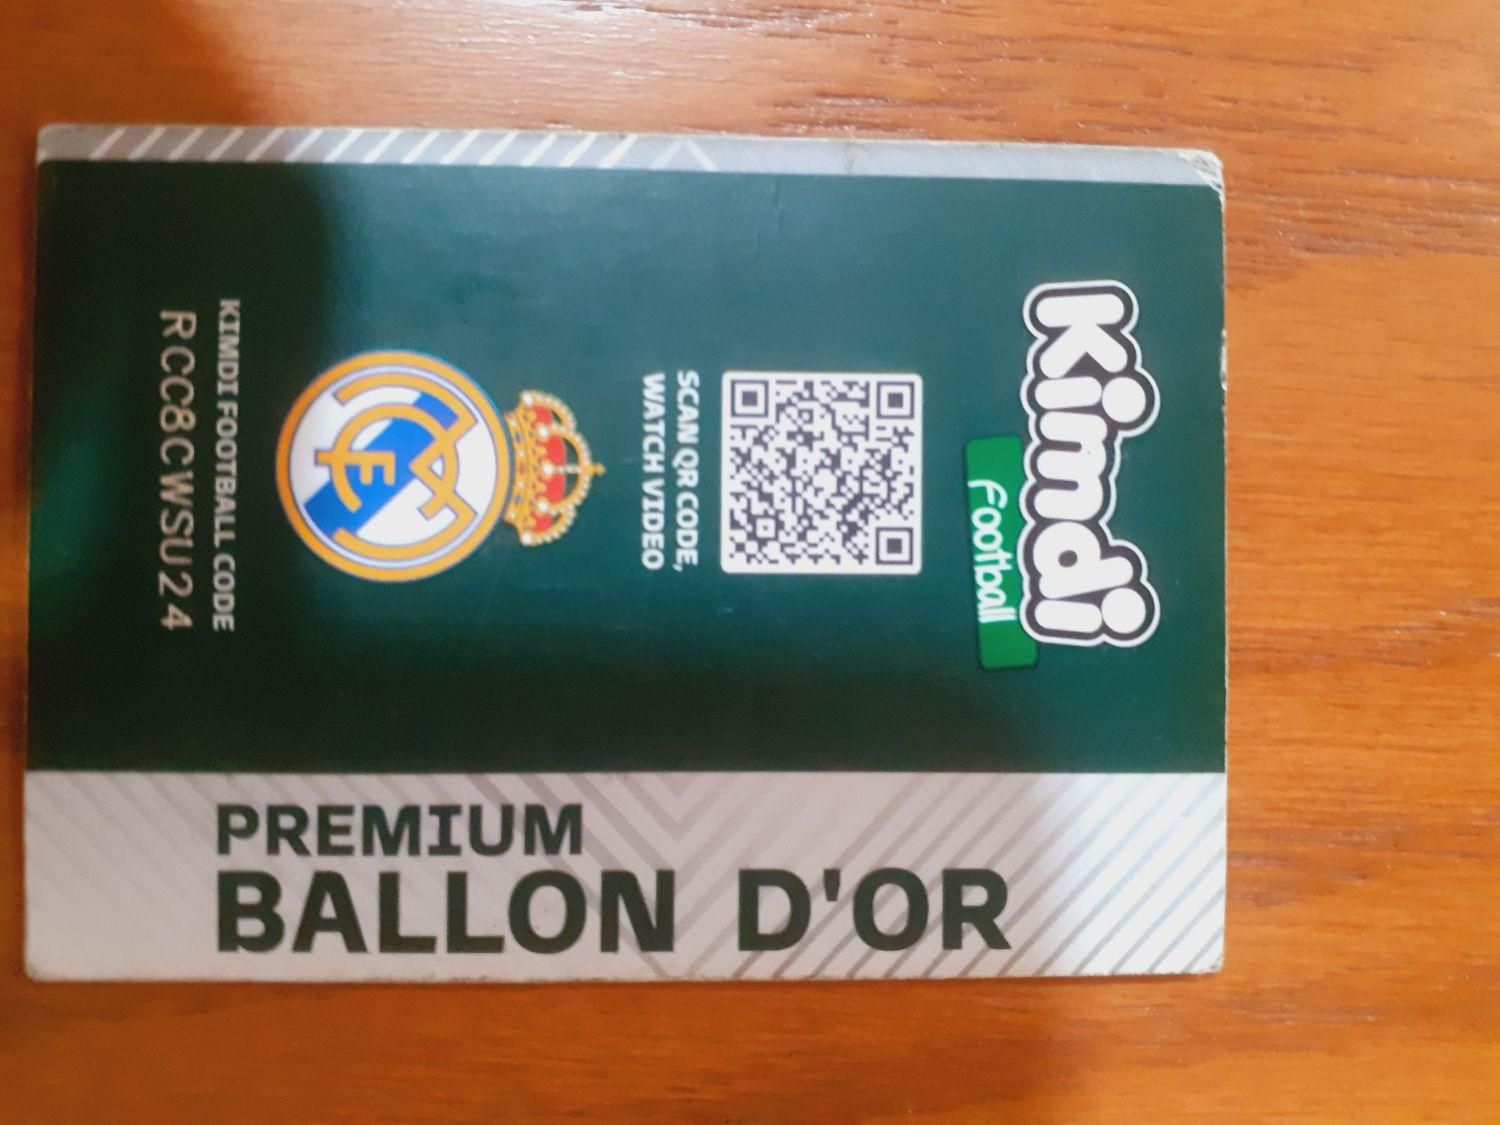 Kimdi
Football
SCAN QR CODE,
WATCH VIDEO
KIMDI FOOTBALL CODE
RCC8CWSU24
PREMIUM
BALLON D'OR